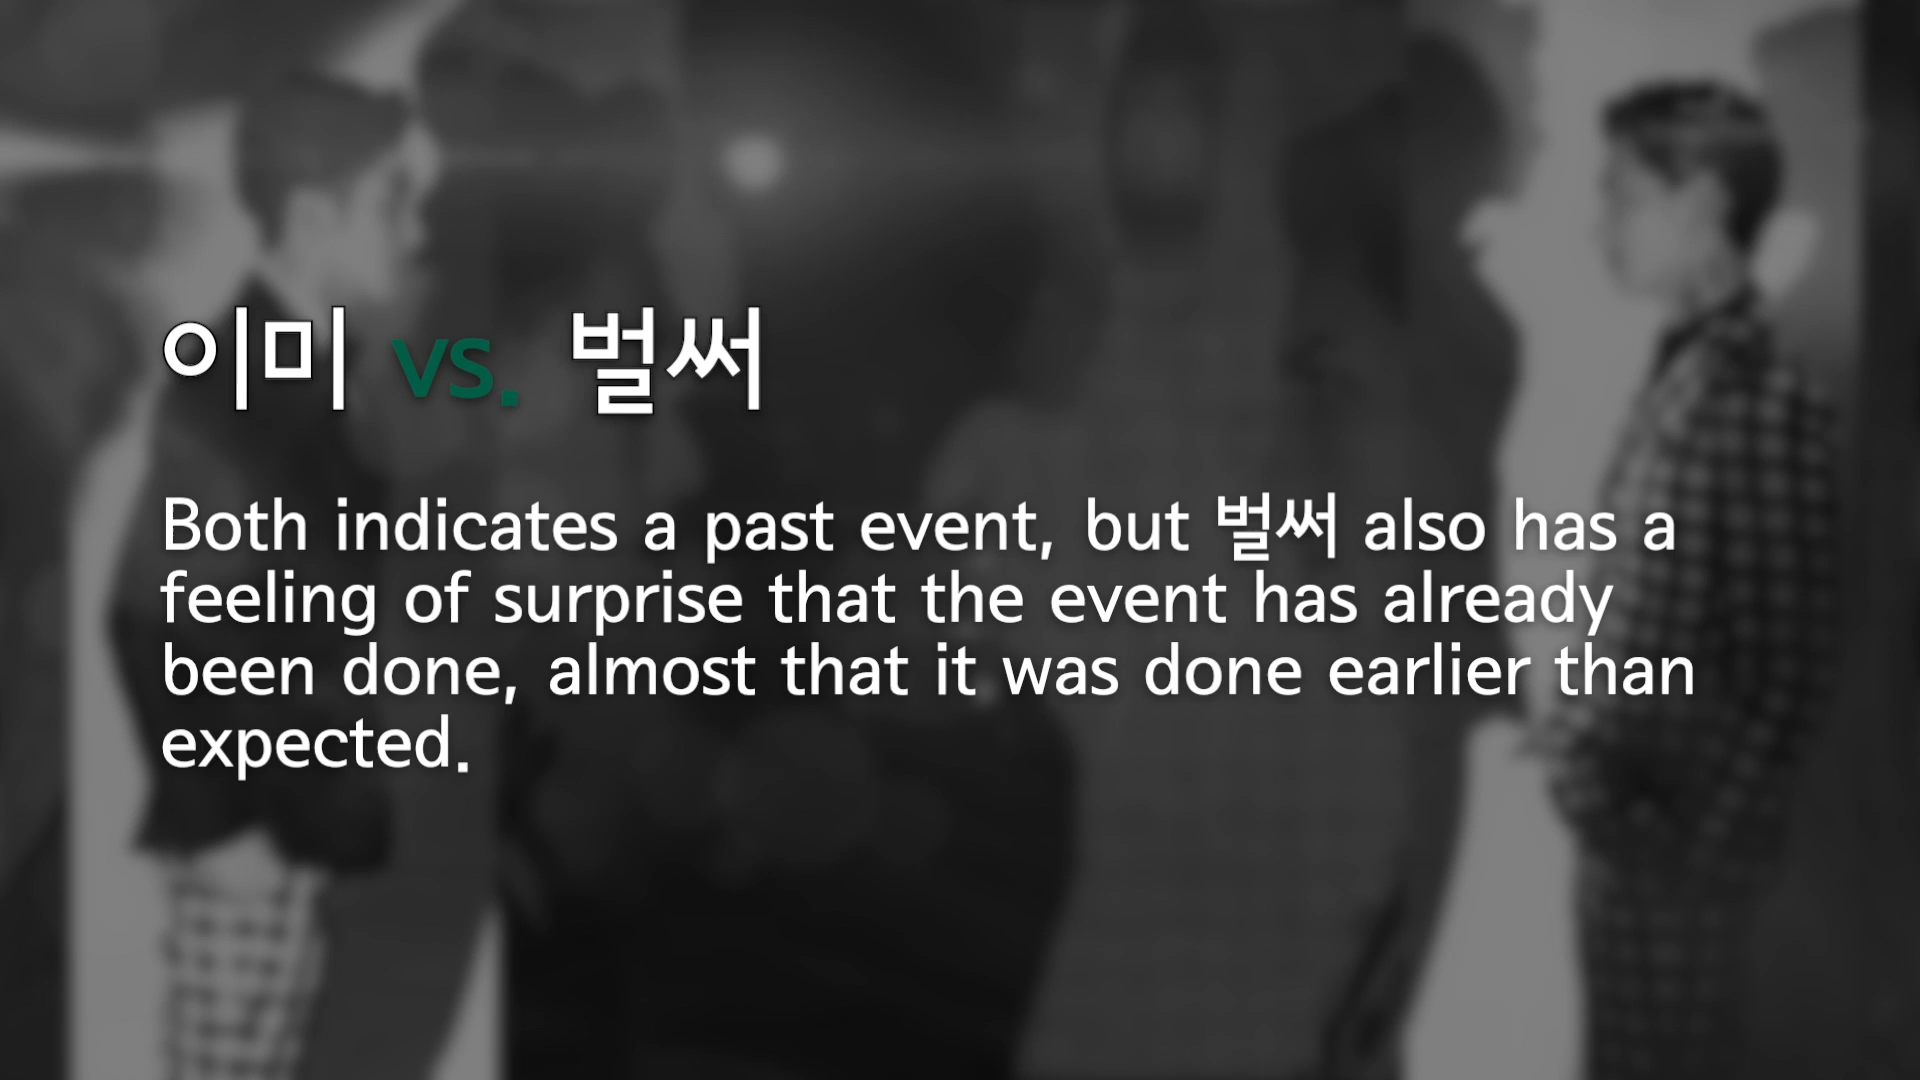 이미 vs. 벌써
Both indicates a past event, but 벌써 also has a
feeling of surprise that the event has already
been done, almost that it was done earlier than
expected.